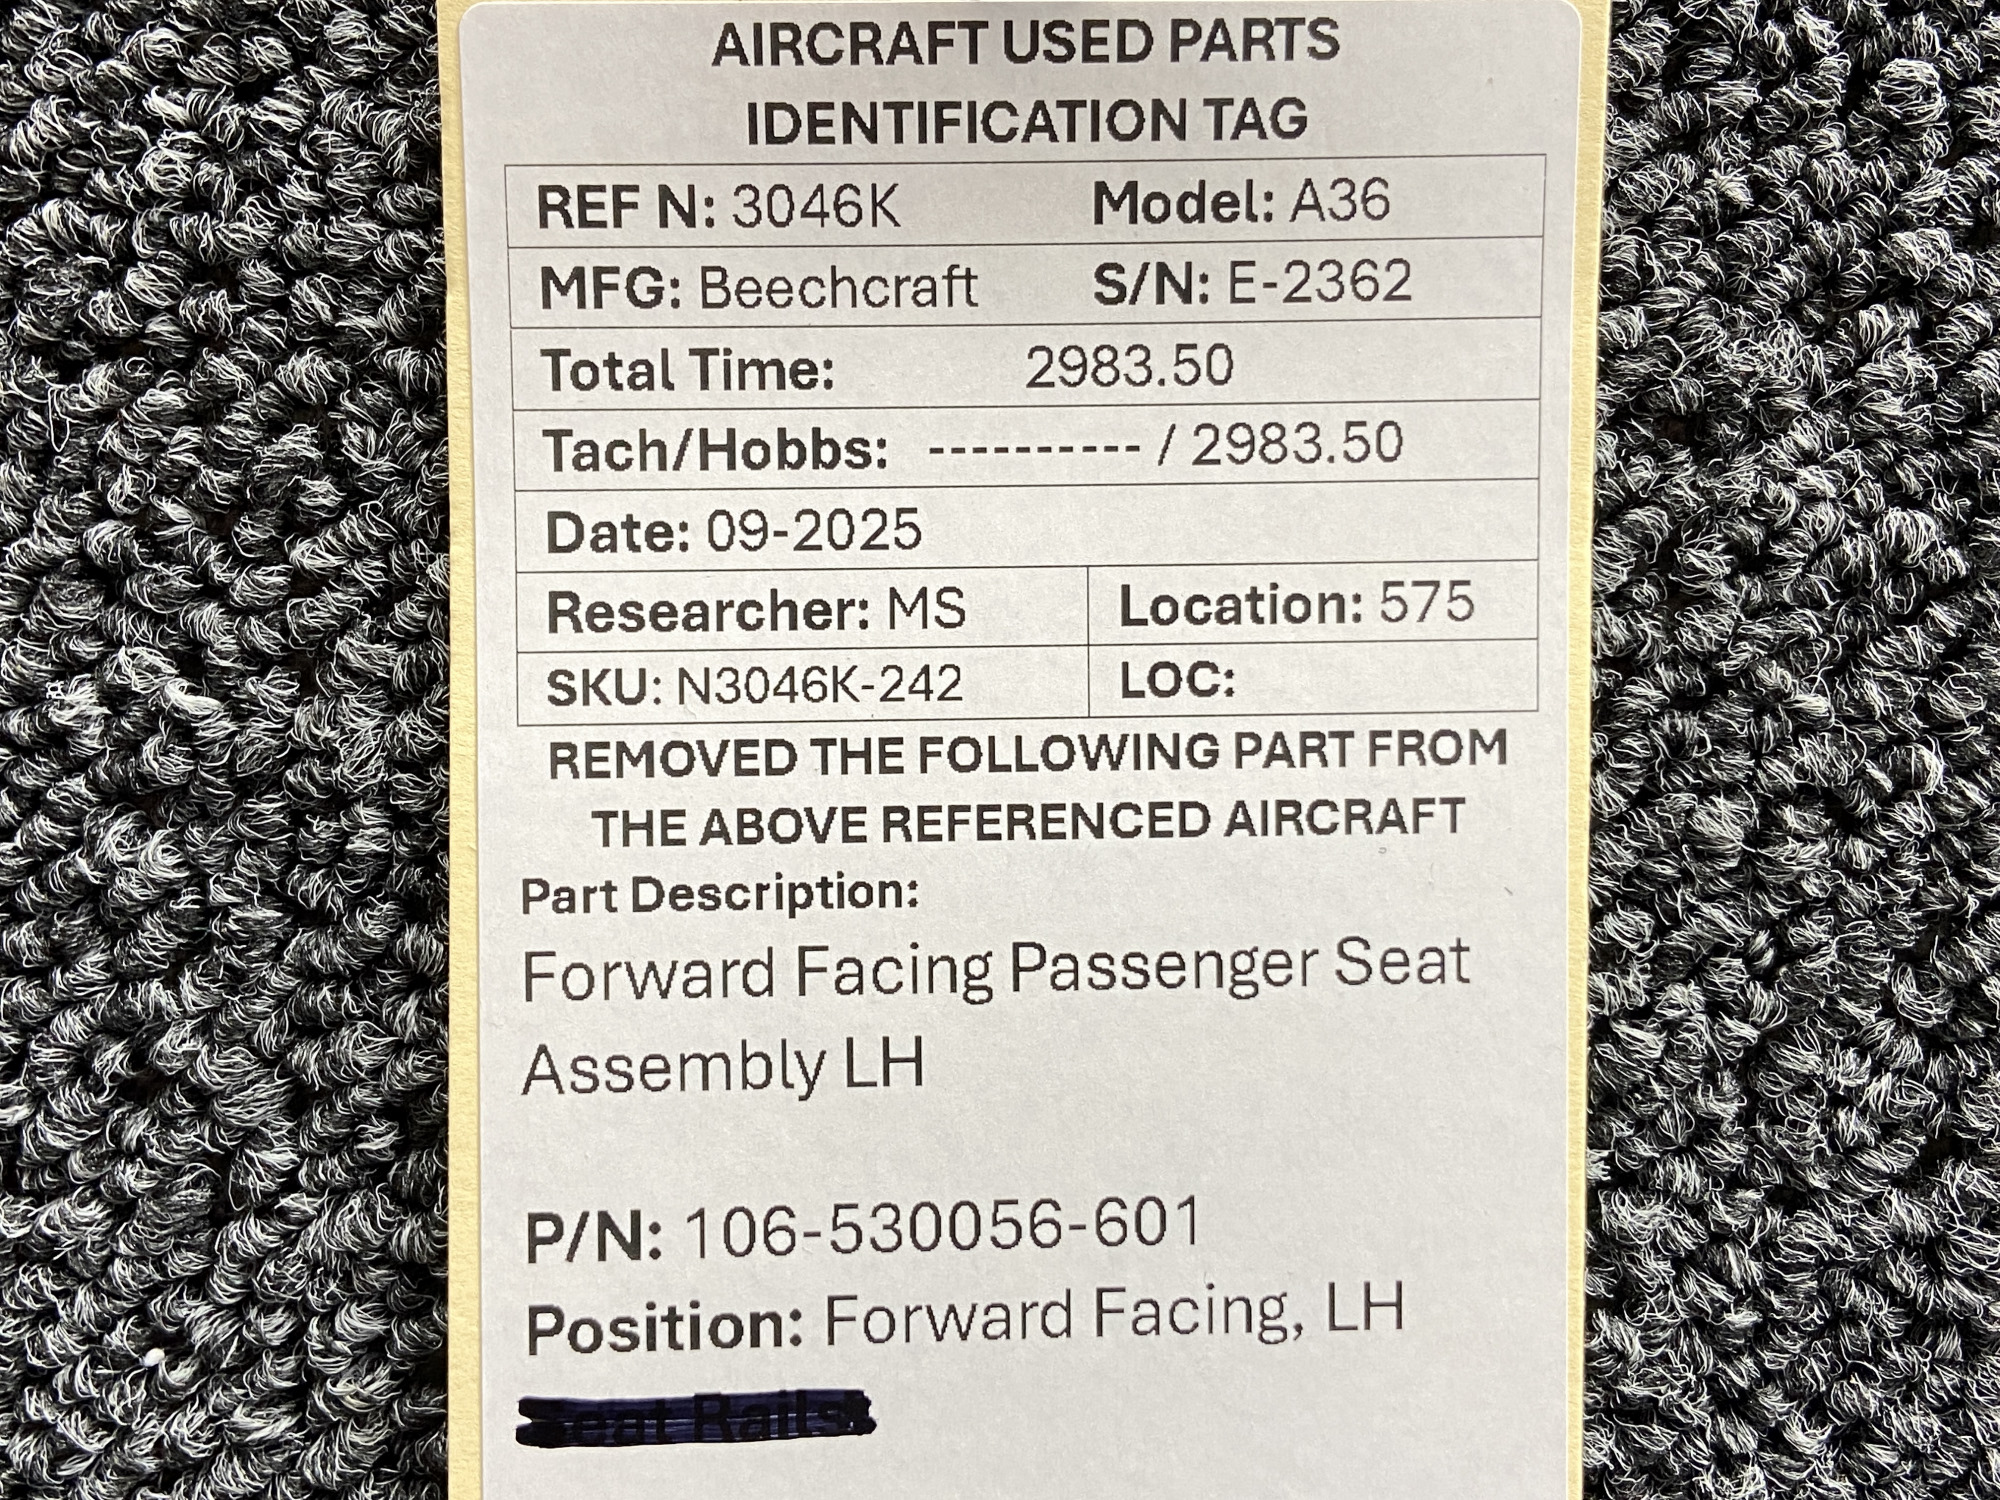 AIRCRAFT USED PARTS
IDENTIFICATION TAG
REF N: 3046K Model: A36
MFG: Beechcraft S/N: E-2362
Total Time: 2983.50
Tach/Hobbs: ---------- / 2983.50
Date: 09-2025
Researcher: MS Location: 575
SKU: N3046K-242 LOC:
REMOVED THE FOLLOWING PART FROM
THE ABOVE REFERENCED AIRCRAFT
Part Description:
Forward Facing Passenger Seat
Assembly LH
P/N: 106-530056-601
Position: Forward Facing, LH
Seat Rails